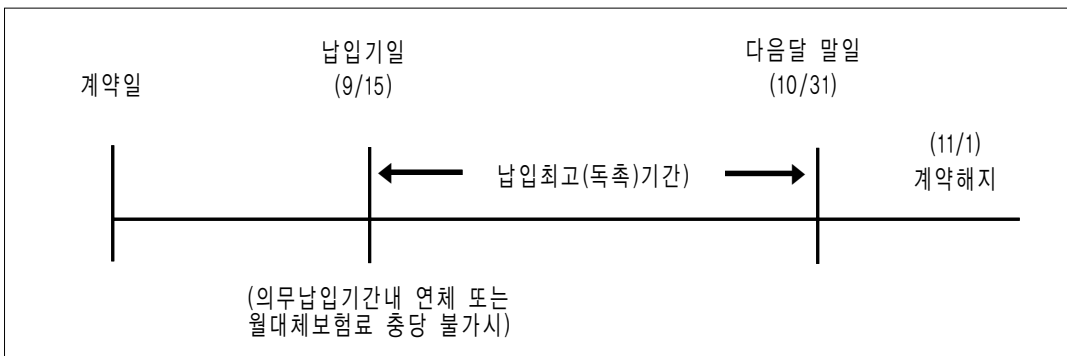 계약일
납입기일
(9/15)
다음달 말일
(10/31)
(11/1)
계약해지
납입최고(독촉)기간)
(의무납입기간내 연체 또는
월대체보험료 충당 불가시)